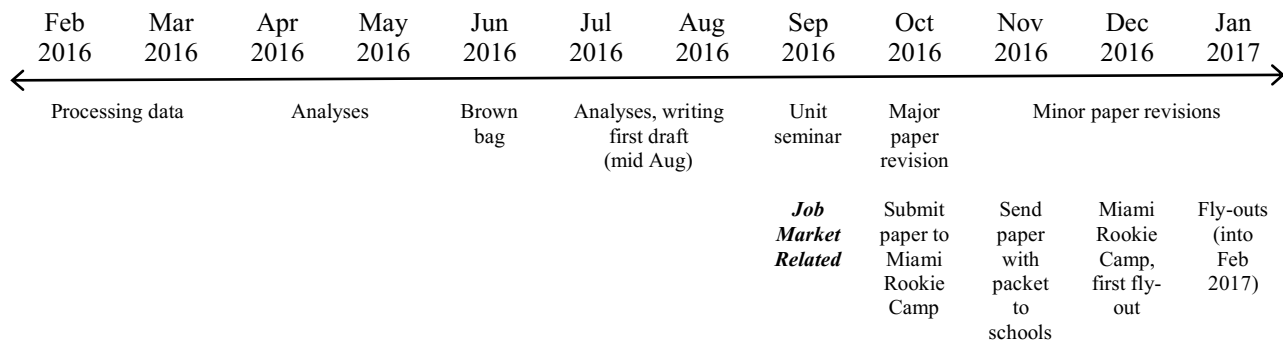 Feb Mar Apr May Jun Jul Aug Sep Oct Nov Dec Jan
2016 2016 2016 2016 2016 2016 2016 2016 2016 2016 2016 2017
Processing data
Analyses
Brown
bag
Analyses, writing
first draft
(mid Aug)
Unit
seminar
Major
paper
revision
Minor paper revisions
Job
Market
Related
Submit
paper to
Miami
Rookie
Camp
Send
paper
with
packet
to
schools
Miami
Rookie
Camp,
first fly-
out
Fly-outs
(into
Feb
2017)